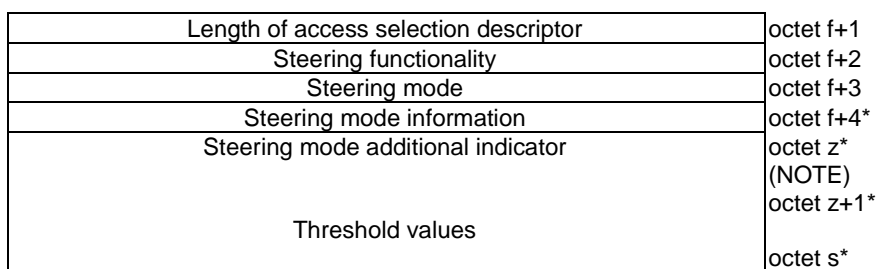 Length of access selection descriptor octet f+1
Steering functionality octet f+2
Steering mode octet f+3
Steering mode information octet f+4*
Steering mode additional indicator octet z*
(NOTE)
octet z+1*
Threshold values
octet s*